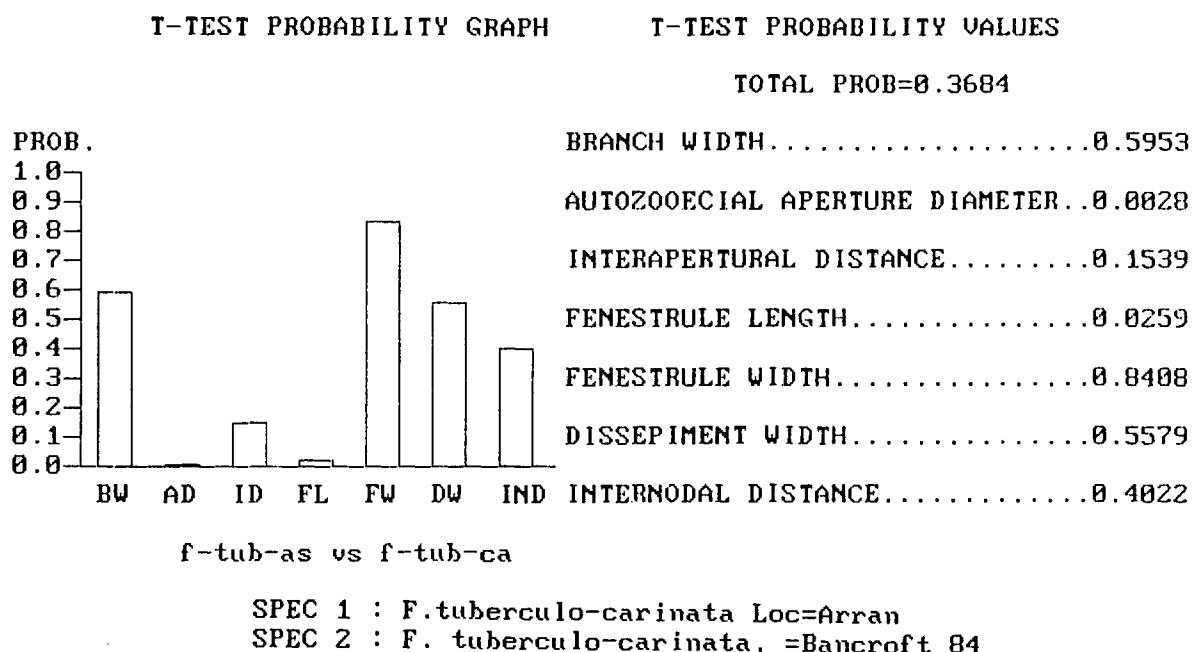 T-TEST PROBABILITY GRAPH
T-TEST PROBABILITY VALUES
TOTAL PROB=0.3684
PROB.
1.0
0.9
0.8
0.7
0.6
0.5
0.4
0.3
0.2
0.1
0.0
BW AD ID FL FW DW IND
BRANCH WIDTH....................0.5953
AUTOZOOECIAL APERTURE DIAMETER..0.0028
INTERAPERTURAL DISTANCE.........0.1539
FENESTRULE LENGTH...............0.0259
FENESTRULE WIDTH................0.8408
DISSEPIMENT WIDTH...............0.5579
INTERNODAL DISTANCE.............0.4022
f-tub-as vs f-tub-ca
SPEC 1 : F.tuberculo-carinata Loc=Arran
SPEC 2 : F. tuberculo-carinata. =Bancroft 84